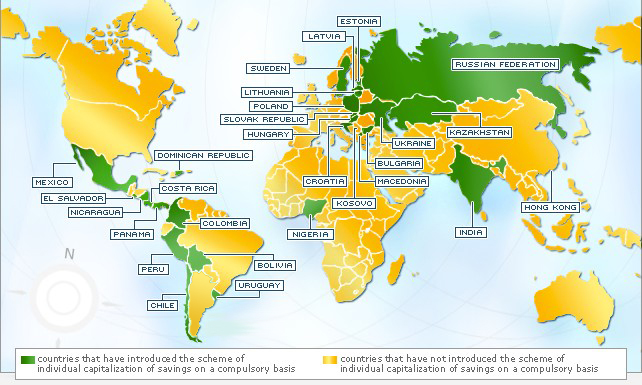 ESTONIA
LATVIA
SWEDEN
RUSSIAN FEDERATION
LITHUANIA
POLAND
SLOVAK REPUBLIC
HUNGARY
KAZAKHSTAN
UKRAINE
DOMINICAN REPUBLIC
BULGARIA
MEXICO
CROATIA
MACEDONIA
COSTA RICA
EL SALVADOR
KOSOVO
HONG KONG
NICARAGUA
COLOMBIA
PANAMA
NIGERIA
INDIA
N
PERU
BOLIVIA
URUGUAY
CHILE
countries that have introduced the scheme of
individual capitalization of savings on a compulsory basis
countries that have not introduced the scheme of
individual capitalization of savings on a compulsory basis